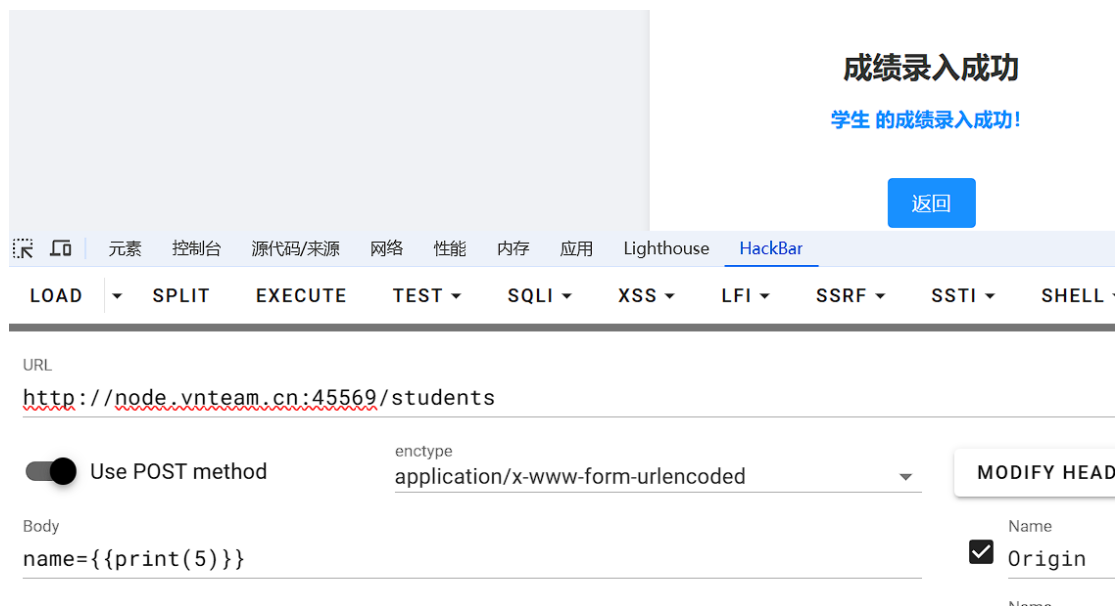 成绩录入成功
学生 的成绩录入成功!
返回
元素 控制台 源代码/来源 网络 性能 内存 应用 Lighthouse HackBar
LOAD SPLIT EXECUTE TEST SQLI XSS LFI SSRF SSTI SHELL
URL
http://node.vnteam.cn:45569/students
enctype
Use POST method application/x-www-form-urlencoded MODIFY HEAD
Body Name
name={{print(5)}} Origin